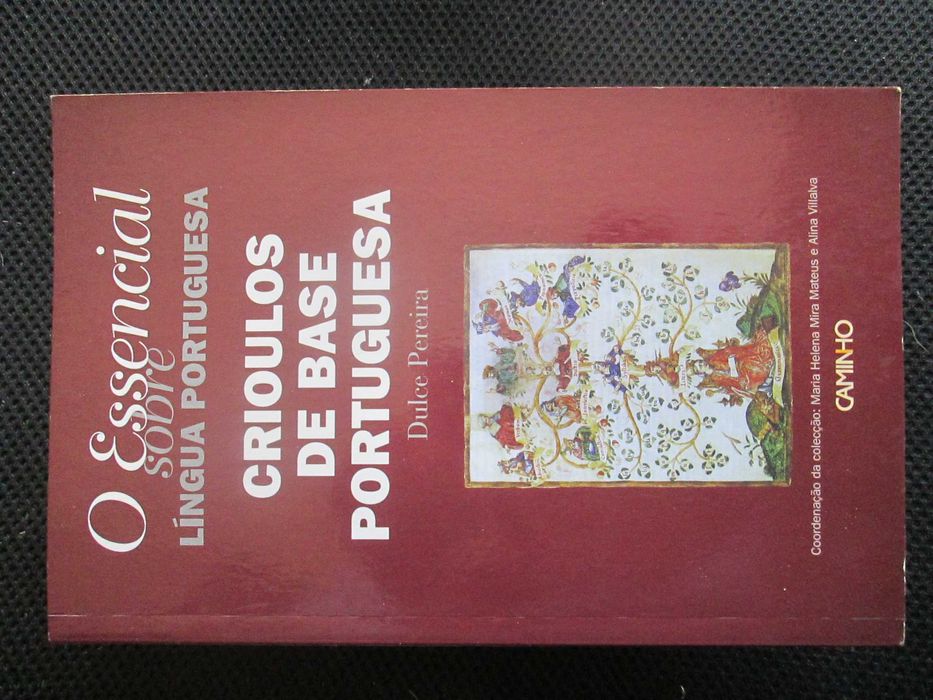 O Essencial
sobre
LÍNGUA PORTUGUESA
CRIOULOS
DE BASE
PORTUGUESA
Dulce Pereira
Coordenação da colecção: Maria Helena Mira Mateus e Alina Villalva
CAMINHO